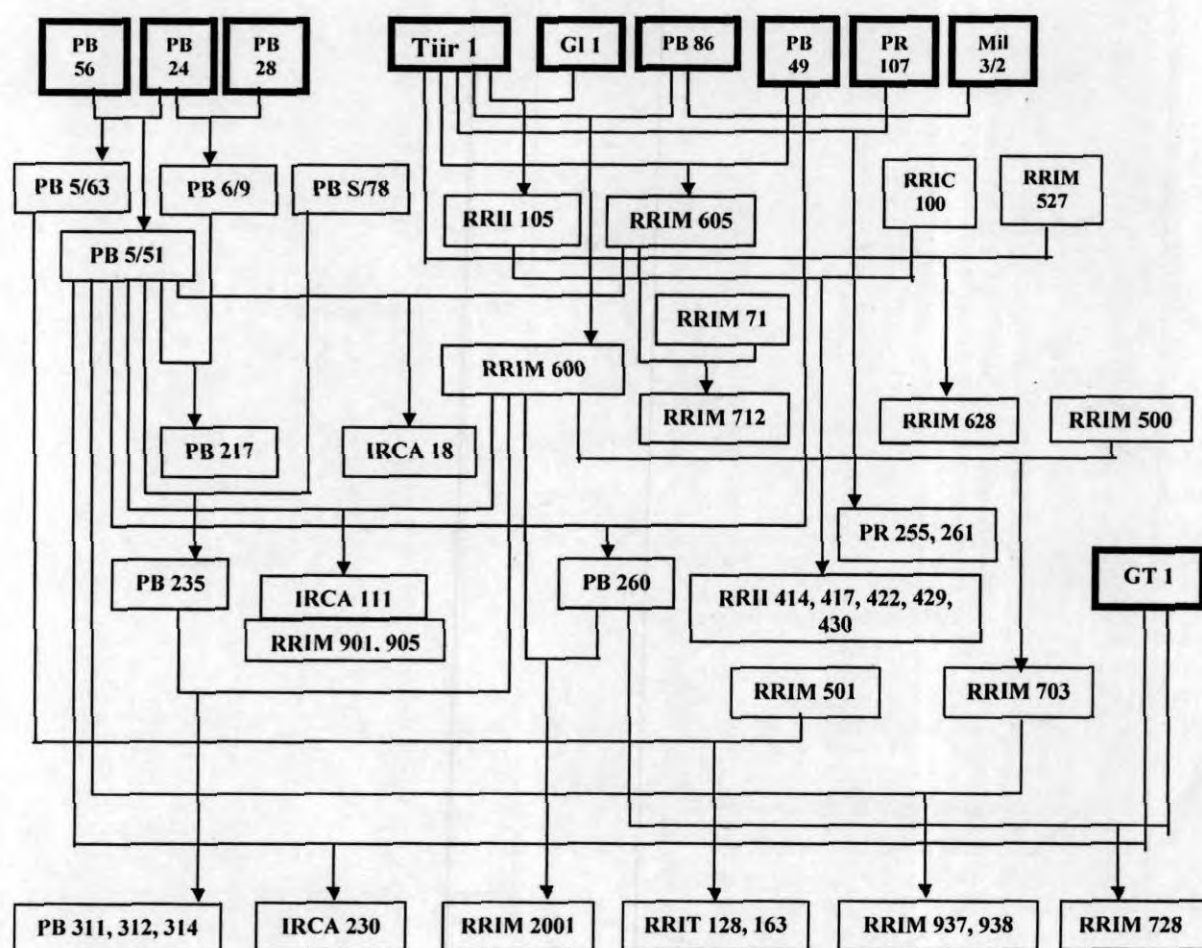 PB
56
PB
24
PB
28
Tiir 1
Gl 1
PB 86
PB
49
PR
107
Mil
3/2
PB 5/63
PB 6/9
PB S/78
RRIC
100
RRIM
527
RRII 105
RRIM 605
PB 5/51
RRIM 71
RRIM 600
RRIM 712
RRIM 628
RRIM 500
PB 217
IRCA 18
PR 255, 261
GT 1
PB 235
IRCA 111
PB 260
RRII 414, 417, 422, 429,
430
RRIM 901, 905
RRIM 501
RRIM 703
PB 311, 312, 314
IRCA 230
RRIM 2001
RRIT 128, 163
RRIM 937, 938
RRIM 728